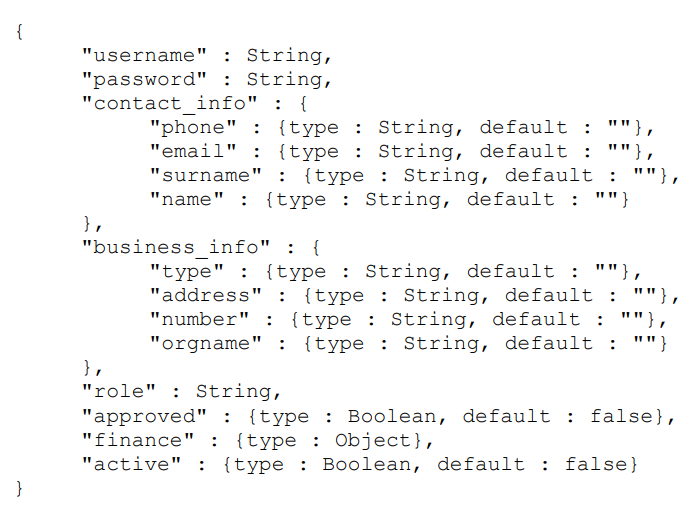 {
"username" : String,
"password" : String,
"contact_info" : {
"phone" : {type : String, default : ""},
"email" : {type : String, default : ""},
"surname" : {type : String, default : ""},
"name" : {type : String, default : ""}
},
"business_info" : {
"type" : {type : String, default : ""},
"address" : {type : String, default : ""},
"number" : {type : String, default : ""},
"orgname" : {type : String, default : ""}
},
"role" : String,
"approved" : {type : Boolean, default : false},
"finance" : {type : Object},
"active" : {type : Boolean, default : false}
}